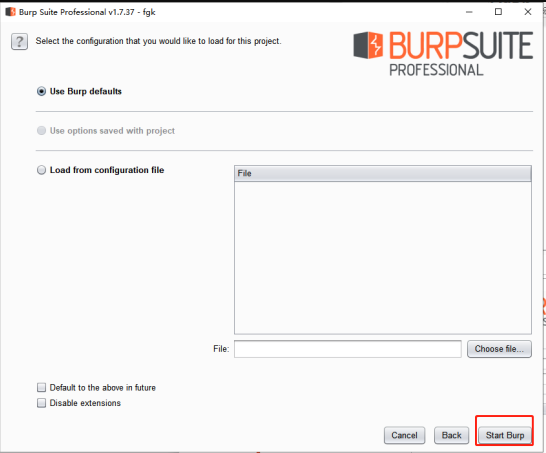 Burp Suite Professional v1.7.37 - fgk
? Select the configuration that you would like to load for this project.
BURPSUITE
PROFESSIONAL
Use Burp defaults
Use options saved with project
Load from configuration file
File
File:
Choose file...
Default to the above in future
Disable extensions
Cancel Back Start Burp